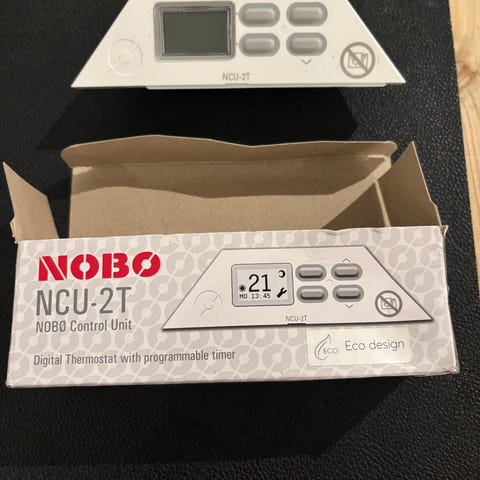 NCU-2T
NOBO
NCU-2T
NOBØ Control Unit
Digital Thermostat with programmable timer
21
MO 13:45
NCU-2T
ECO
Eco design